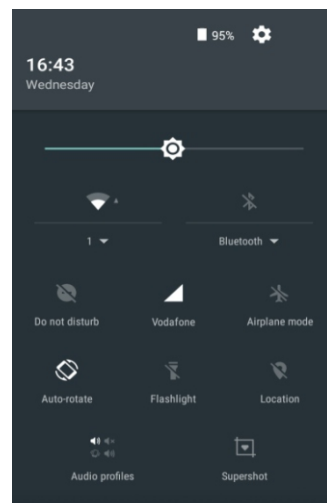 95%
16:43
Wednesday
1
Bluetooth
Do not disturb
Vodafone
Airplane mode
Auto-rotate
Flashlight
Location
Audio profiles
Supershot